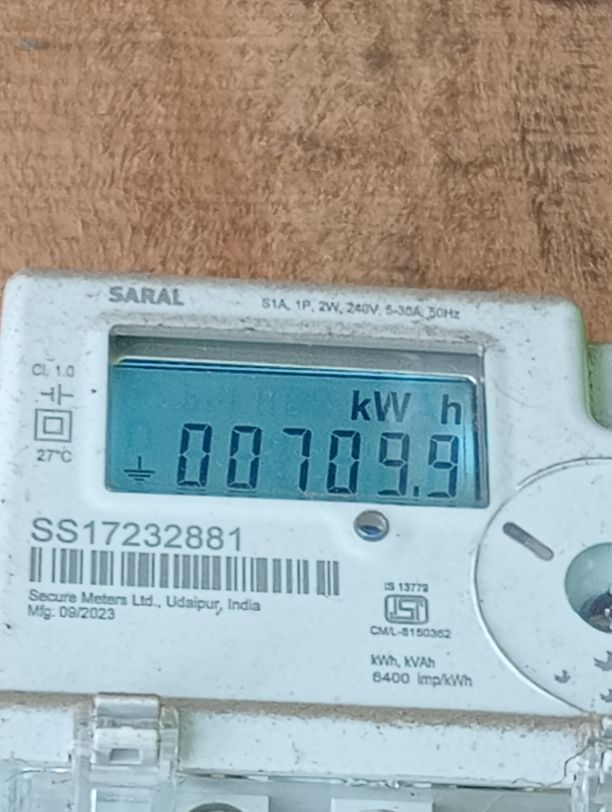 SARAL
S1A, 1P, 2W, 240V, 5-30A, 50Hz
Cl. 1.0
27°C
kW h
00709.9
SS17232881
Secure Meters Ltd., Udaipur, India
Mfg. 09/2023
IS 13779
ISI
CM/L-8150362
kWh, kVAh
6400 imp/kWh